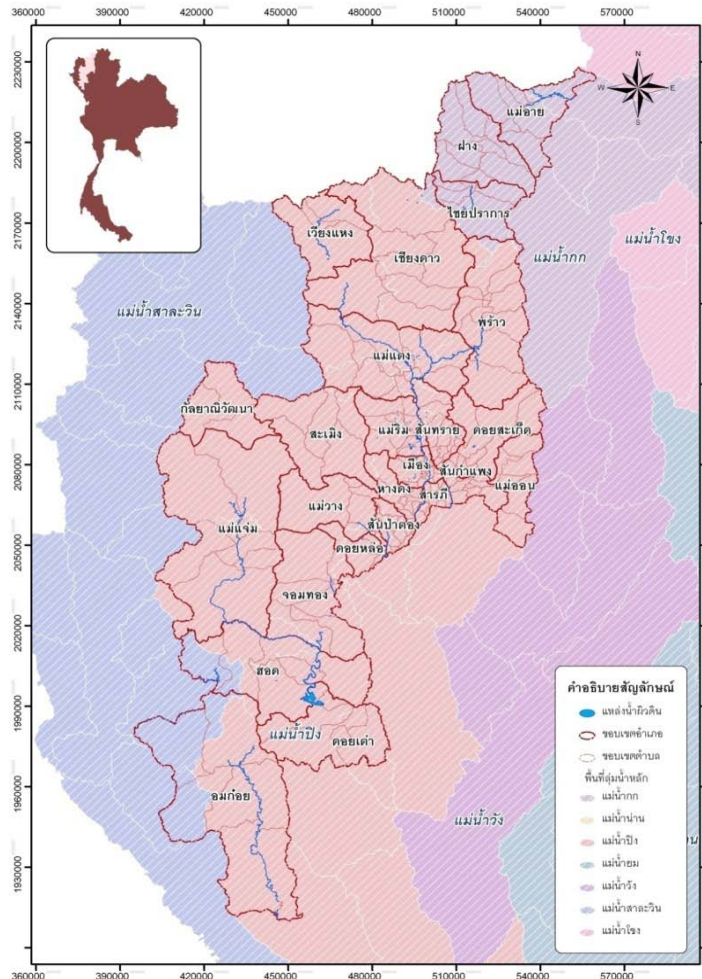 360000 390000 420000 450000 480000 510000 540000 570000
2230000
2200000
2170000
2140000
2110000
2080000
2050000
2020000
1990000
1960000
1930000
N
W E
S
แม่อาย
ฝาง
ไชยปราการ
เวียงแหง
เชียงดาว
แม่น้ำกก
แม่น้ำโขง
แม่น้ำสาละวิน
พร้าว
แม่แตง
กัลยาณิวัฒนา
สะเมิง
แม่ริม
สันทราย
ดอยสะเก็ด
เมือง
สันกำแพง
หางดง
สารภี
แม่ออน
แม่วาง
สันป่าตอง
แม่แจ่ม
ดอยหล่อ
จอมทอง
ฮอด
แม่น้ำปิง
ดอยเต่า
อมก๋อย
แม่น้ำวัง
คำอธิบายสัญลักษณ์
แหล่งน้ำผิวดิน
ขอบเขตอำเภอ
ขอบเขตตำบล
พื้นที่ลุ่มน้ำหลัก
แม่น้ำกก
แม่น้ำน่าน
แม่น้ำปิง
แม่น้ำยม
แม่น้ำวัง
แม่น้ำสาละวิน
แม่น้ำโขง
360000 390000 420000 450000 480000 510000 540000 570000